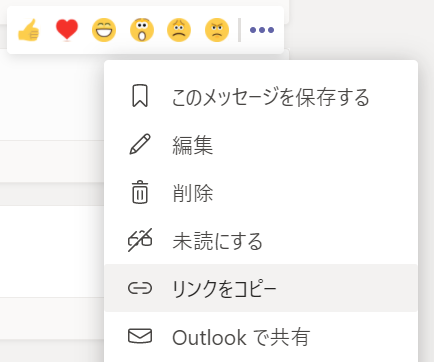 このメッセージを保存する
編集
削除
未読にする
リンクをコピー
Outlook で共有